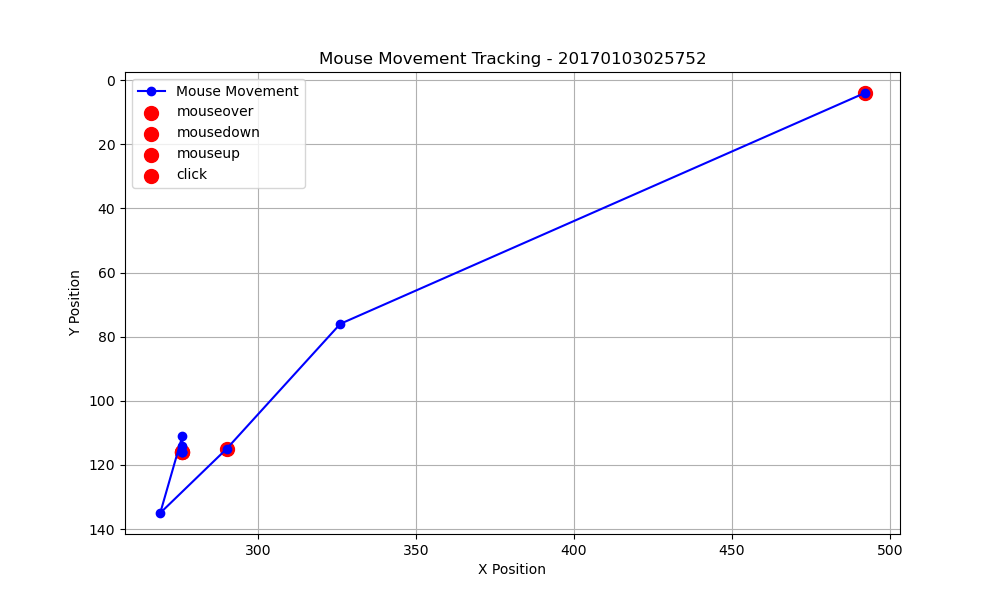 Mouse Movement Tracking - 20170103025752
Mouse Movement
mouseover
mousedown
mouseup
click
0
20
40
60
80
100
120
140
Y Position
300
350
400
450
500
X Position